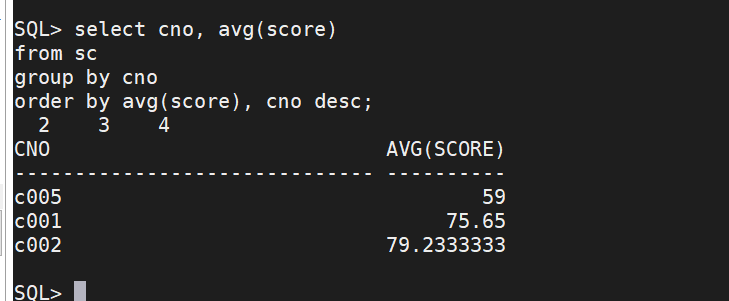 SQL> select cno, avg(score)
from sc
group by cno
order by avg(score), cno desc;
  2    3    4
CNO                            AVG(SCORE)
------------------------------ ----------
c005                                   59
c001                                75.65
c002                           79.2333333
SQL>